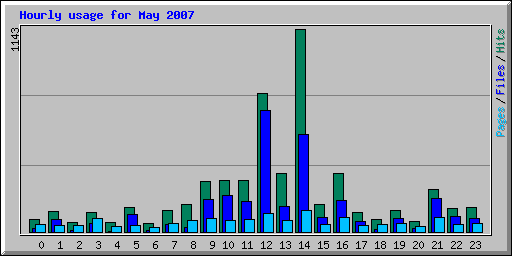 Hourly usage for May 2007
1143
Pages/Files/Hits
0 1 2 3 4 5 6 7 8 9 10 11 12 13 14 15 16 17 18 19 20 21 22 23